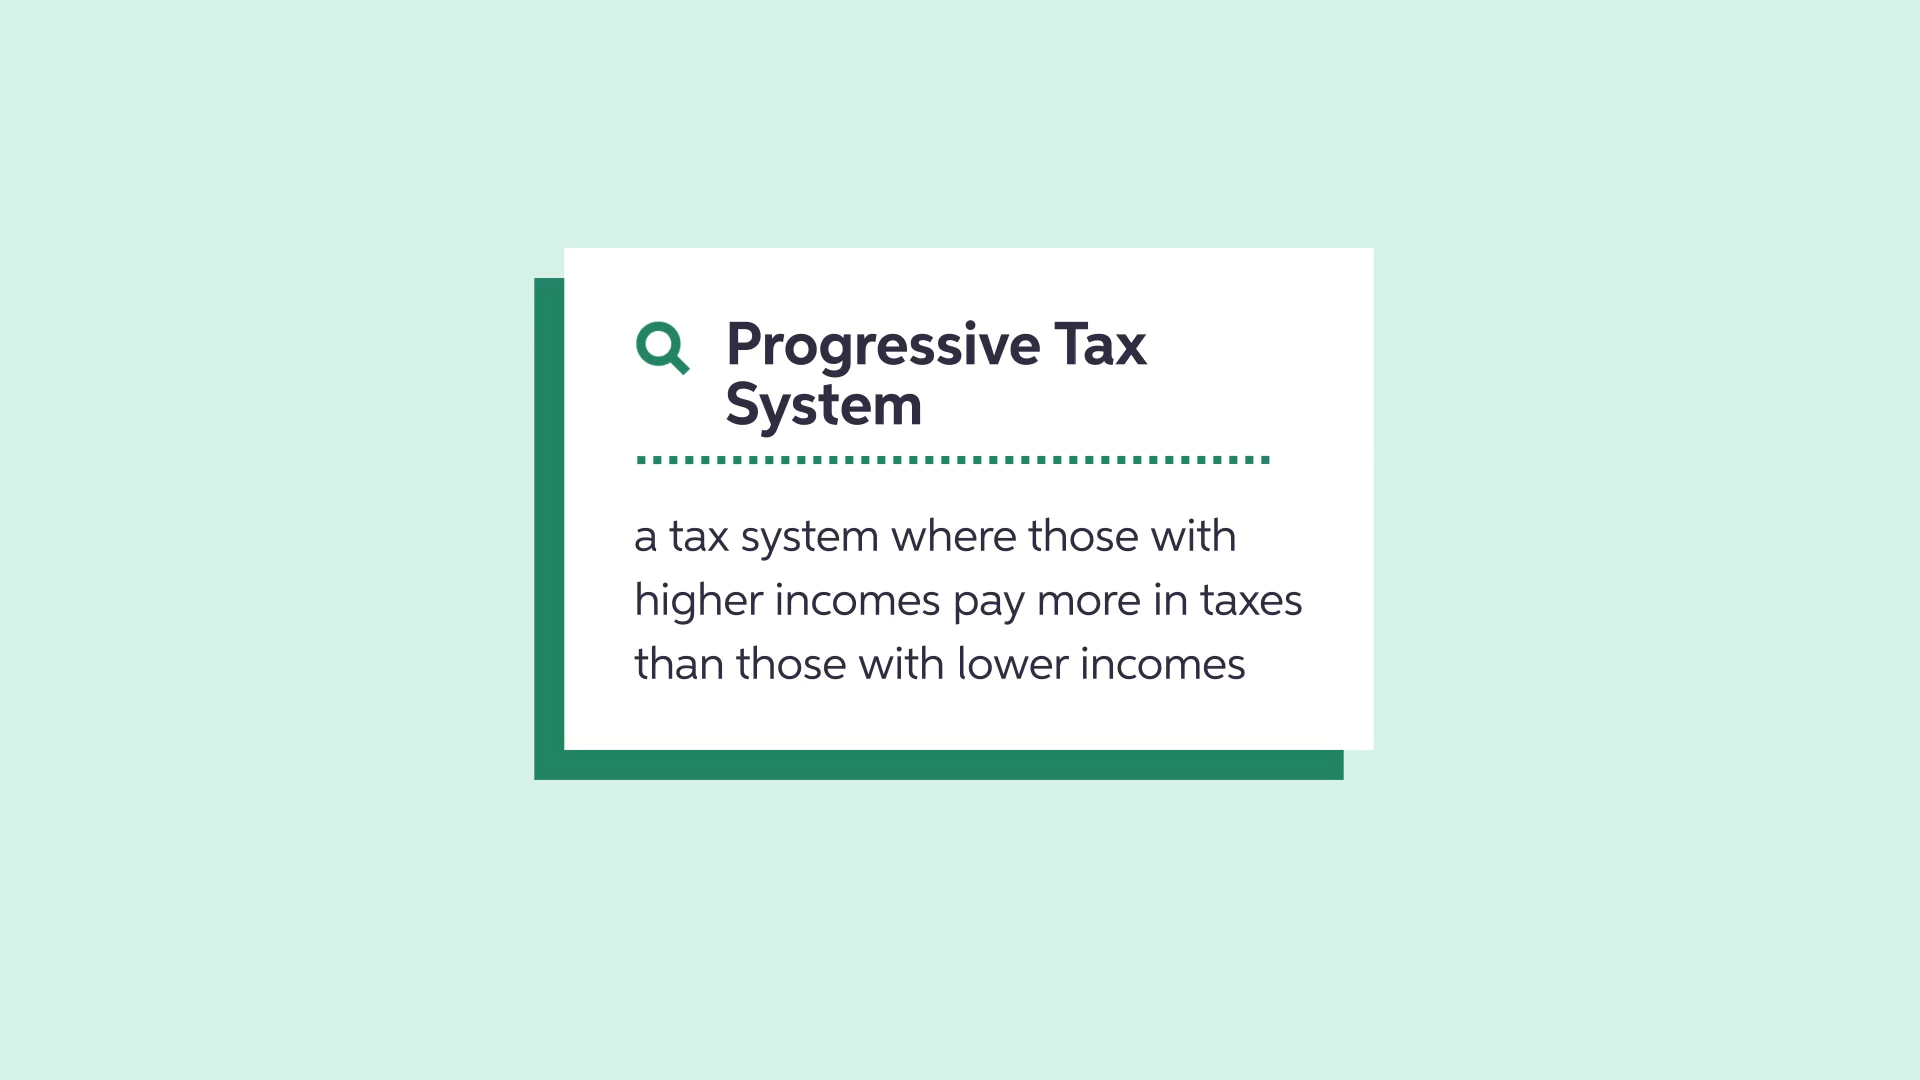 Progressive Tax
System
a tax system where those with
higher incomes pay more in taxes
than those with lower incomes